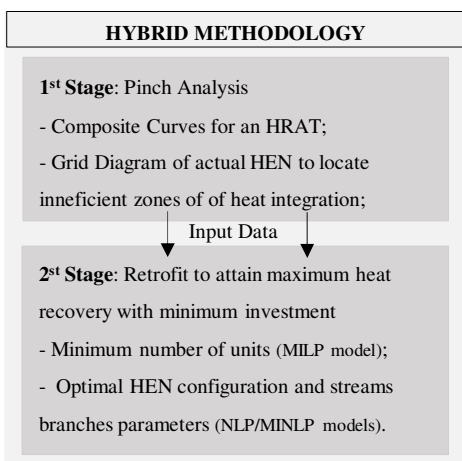 HYBRID METHODOLOGY
1st Stage: Pinch Analysis
- Composite Curves for an HRAT;
- Grid Diagram of actual HEN to locate
inneficient zones of of heat integration;
Input Data
2nd Stage: Retrofit to attain maximum heat
recovery with minimum investment
- Minimum number of units (MILP model);
- Optimal HEN configuration and streams
branches parameters (NLP/MINLP models).